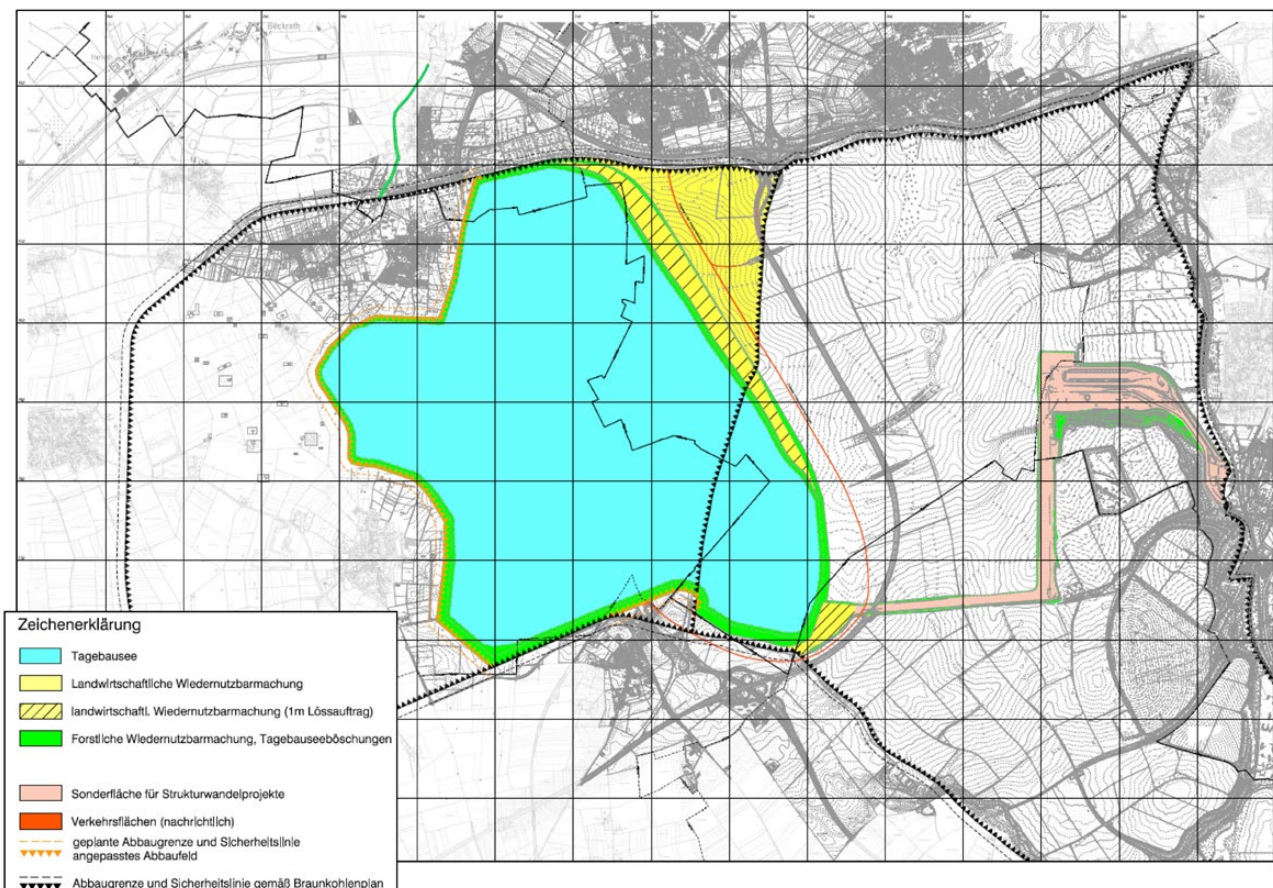 Beckrath
Zeichenerklärung
Tagebausee
Landwirtschaftliche Wiedernutzbarmachung
landwirtschaftl. Wiedernutzbarmachung (1m Lössauftrag)
Forstliche Wiedernutzbarmachung, Tagebauseeböschungen
Sonderfläche für Strukturwandelprojekte
Verkehrsflächen (nachrichtlich)
geplante Abbaugrenze und Sicherheitslinie
angepasstes Abbaufeld
Abbaugrenze und Sicherheitslinie gemäß Braunkohlenplan